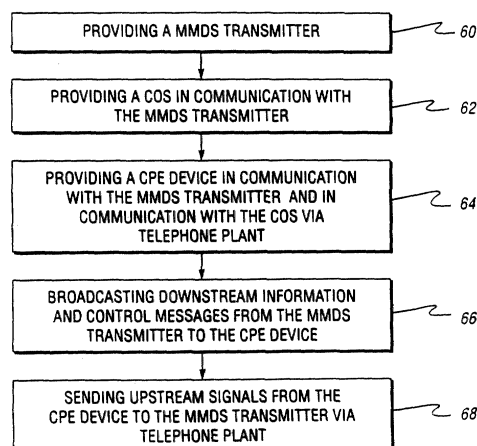 PROVIDING A MMDS TRANSMITTER
60
PROVIDING A COS IN COMMUNICATION WITH
THE MMDS TRANSMITTER
62
PROVIDING A CPE DEVICE IN COMMUNICATION
WITH THE MMDS TRANSMITTER AND IN
COMMUNICATION WITH THE COS VIA
TELEPHONE PLANT
64
BROADCASTING DOWNSTREAM INFORMATION
AND CONTROL MESSAGES FROM THE MMDS
TRANSMITTER TO THE CPE DEVICE
66
SENDING UPSTREAM SIGNALS FROM THE
CPE DEVICE TO THE MMDS TRANSMITTER VIA
TELEPHONE PLANT
68